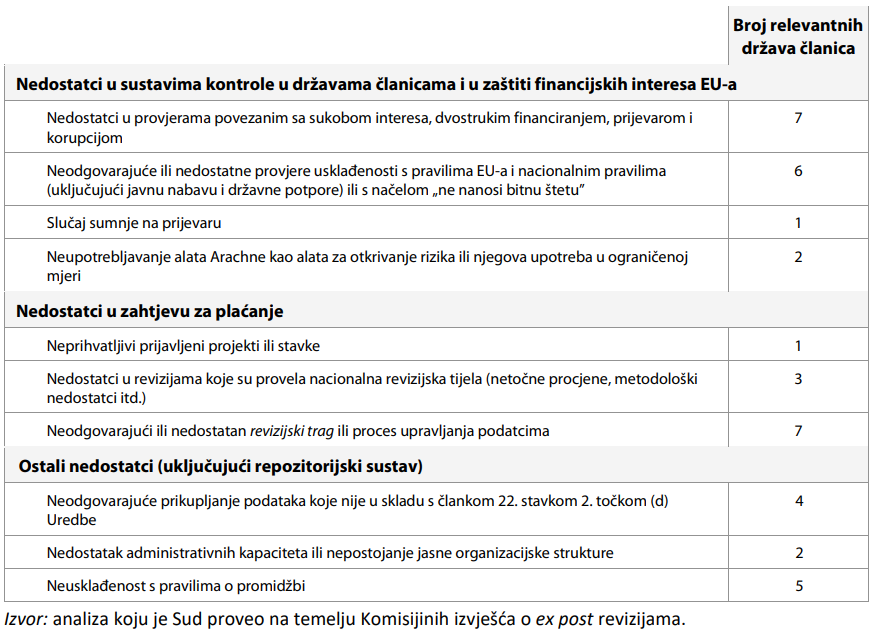 Broj relevantnih
država članica
Nedostatci u sustavima kontrole u državama članicama i u zaštiti financijskih interesa EU-a
Nedostatci u provjerama povezanim sa sukobom interesa, dvostrukim financiranjem, prijevarom i
korupcijom
7
Neodgovarajuće ili nedostatne provjere usklađenosti s pravilima EU-a i nacionalnim pravilima
(uključujući javnu nabavu i državne potpore) ili s načelom „ne nanosi bitnu štetu”
6
Slučaj sumnje na prijevaru
1
Neupotrebljavanje alata Arachne kao alata za otkrivanje rizika ili njegova upotreba u ograničenoj
mjeri
2
Nedostatci u zahtjevu za plaćanje
Neprihvatljivi prijavljeni projekti ili stavke
1
Nedostatci u revizijama koje su provela nacionalna revizijska tijela (netočne procjene, metodološki
nedostatci itd.)
3
Neodgovarajući ili nedostatan revizijski trag ili proces upravljanja podatcima
7
Ostali nedostatci (uključujući repozitorijski sustav)
Neodgovarajuće prikupljanje podataka koje nije u skladu s člankom 22. stavkom 2. točkom (d)
Uredbe
4
Nedostatak administrativnih kapaciteta ili nepostojanje jasne organizacijske strukture
2
Neusklađenost s pravilima o promidžbi
5
Izvor: analiza koju je Sud proveo na temelju Komisijinih izvješća o ex post revizijama.